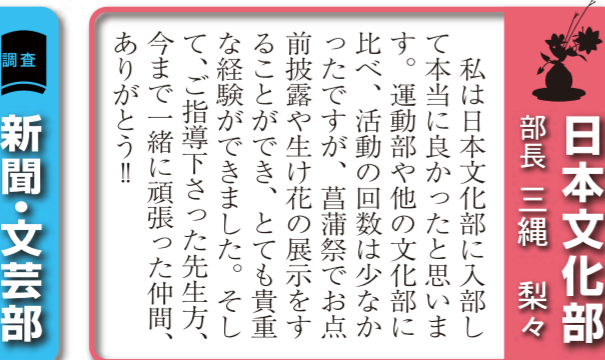 日本文化部
部長 三縄 梨々
私は日本文化部に入部し
て本当に良かったと思いま
す。運動部や他の文化部に
比べ、活動の回数は少なか
ったですが、菖蒲祭でお点
前披露や生け花の展示をす
ることができ、とても貴重
な経験ができました。そし
て、ご指導下さった先生方、
今まで一緒に頑張った仲間、
ありがとう!!
調査
新聞・文芸部